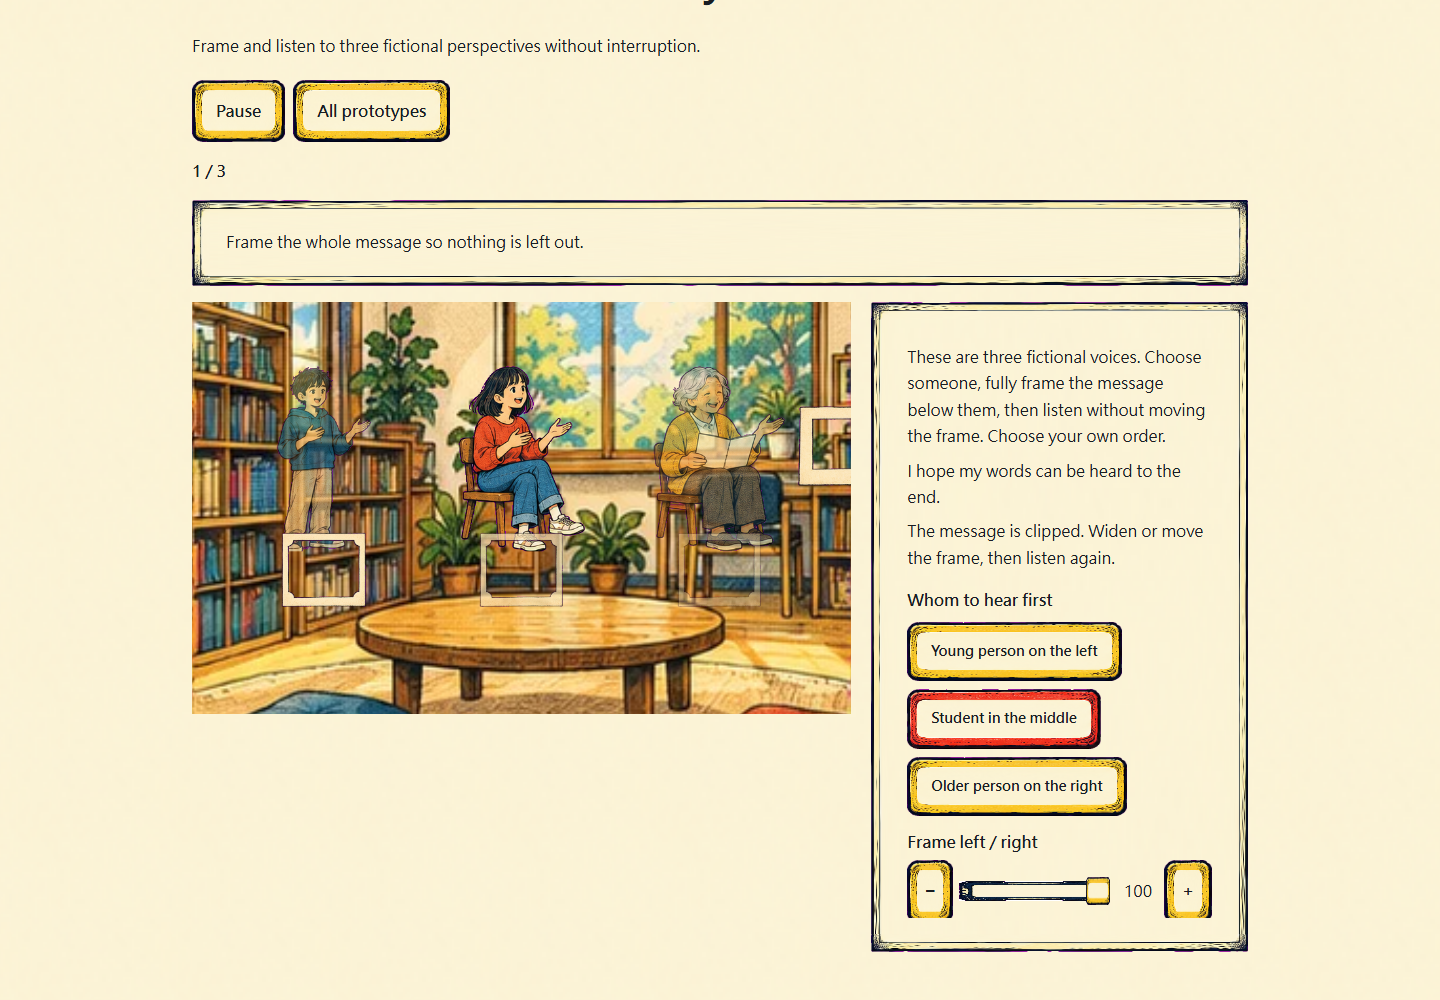 Frame and listen to three fictional perspectives without interruption.
Pause
All prototypes
1 / 3
Frame the whole message so nothing is left out.
These are three fictional voices. Choose
someone, fully frame the message
below them, then listen without moving
the frame. Choose your own order.
I hope my words can be heard to the
end.
The message is clipped. Widen or move
the frame, then listen again.
Whom to hear first
Young person on the left
Student in the middle
Older person on the right
Frame left / right
−
100
+